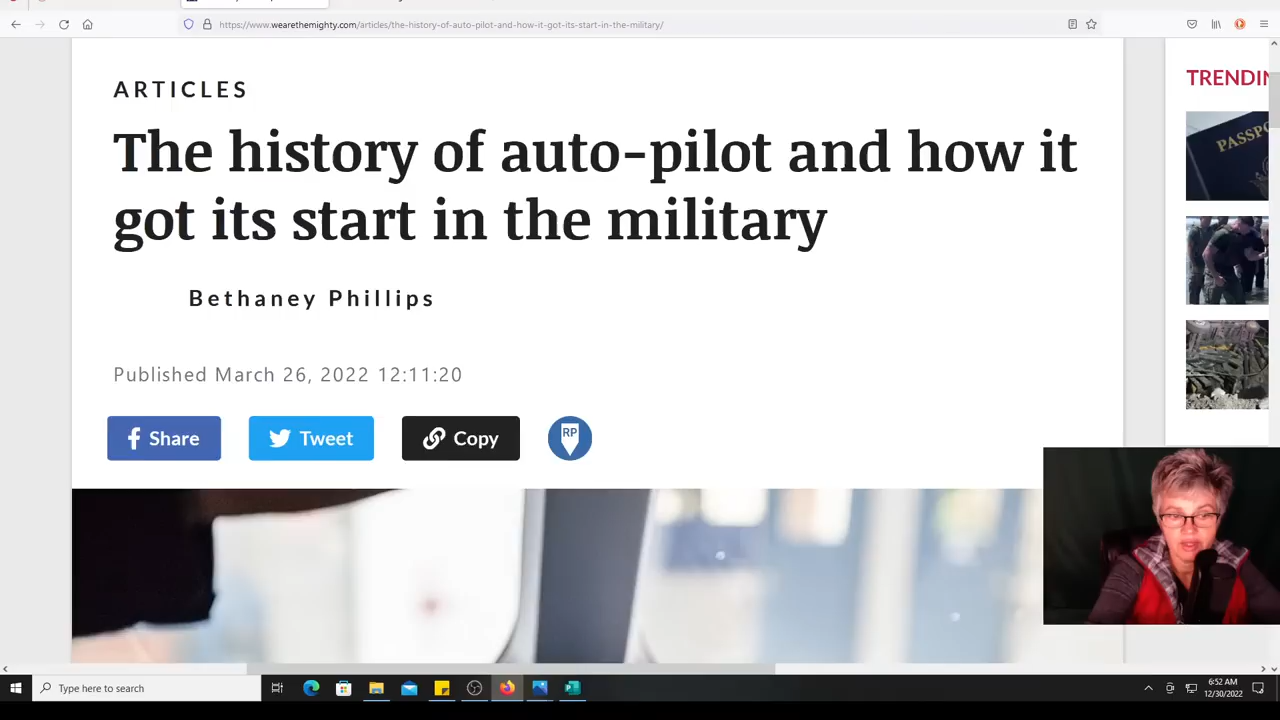 https://www.wearethemighty.com/articles/the-history-of-auto-pilot-and-how-it-got-its-start-in-the-military/
ARTICLES
TRENDIN
The history of auto-pilot and how it
got its start in the military
PASSPO
Bethaney Phillips
Published March 26, 2022 12:11:20
Share
Tweet
Copy
RP
Type here to search
6:52 AM
12/30/2022